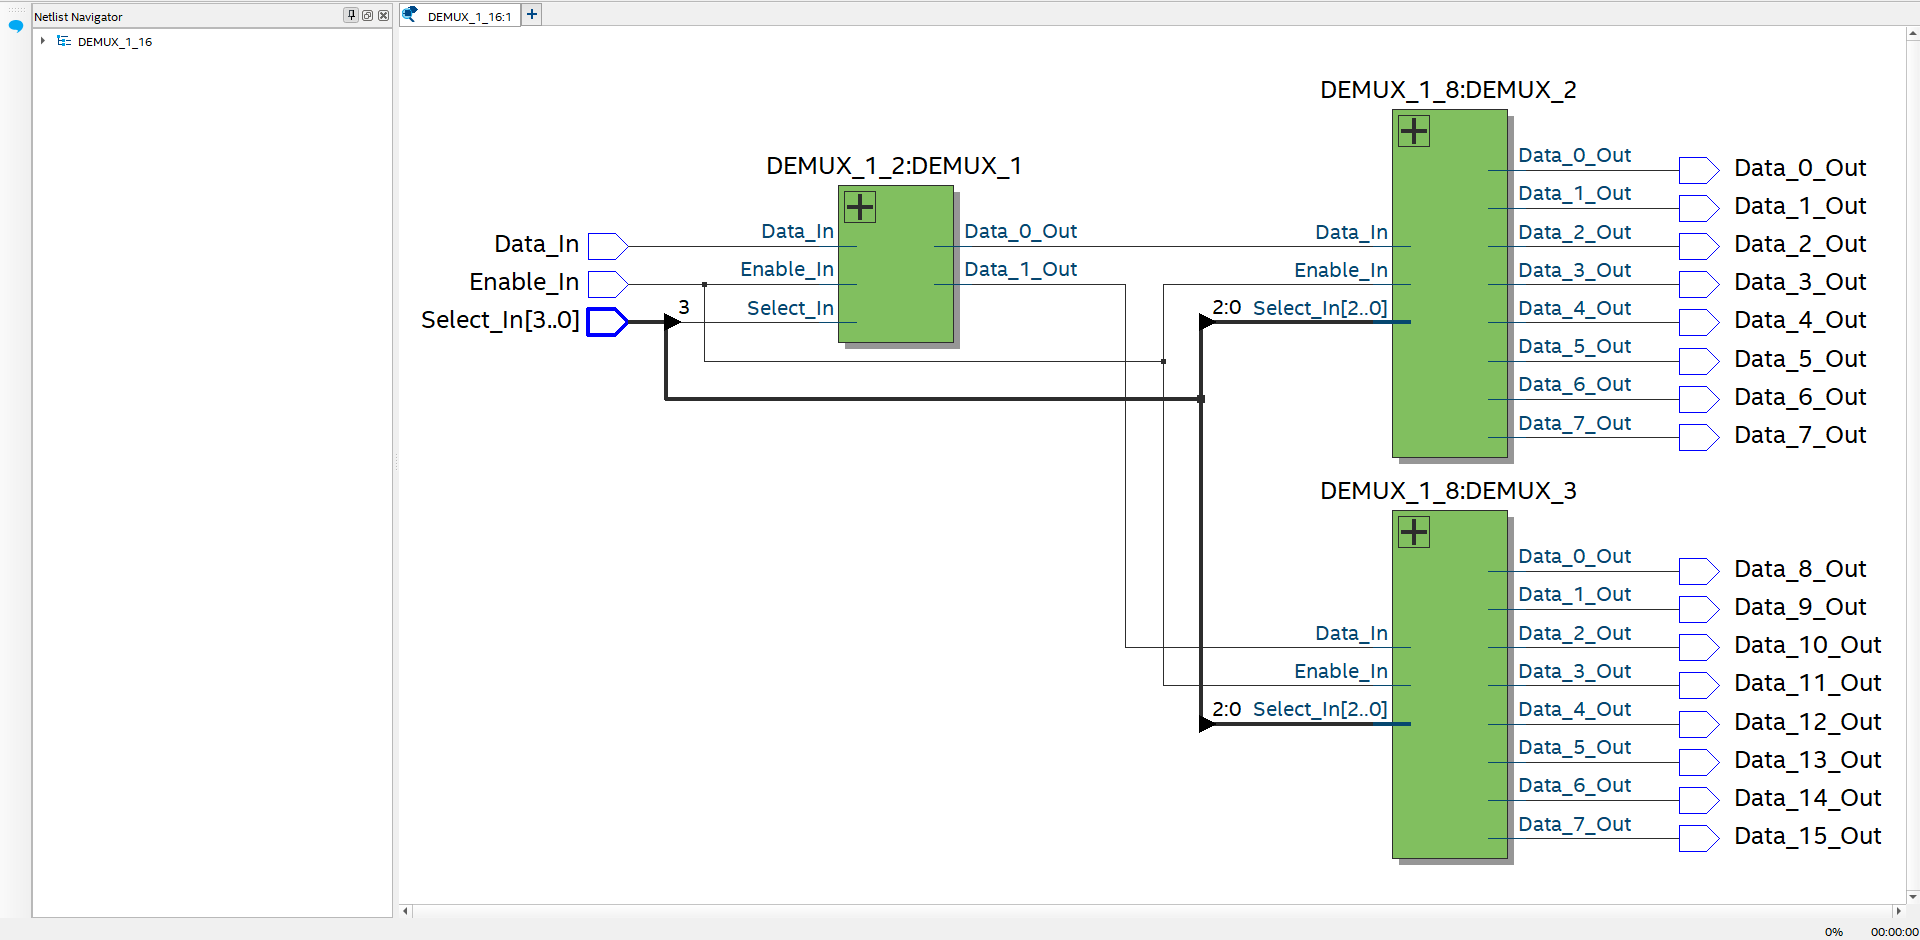 Netlist Navigator
DEMUX_1_16:1
+
DEMUX_1_16
DEMUX_1_8:DEMUX_2
DEMUX_1_2:DEMUX_1
Data_In
Enable_In
Select_In[3..0]
3
Data_In
Enable_In
Select_In
Data_0_Out
Data_1_Out
Data_In
Enable_In
2:0 Select_In[2..0]
Data_0_Out Data_0_Out
Data_1_Out Data_1_Out
Data_2_Out Data_2_Out
Data_3_Out Data_3_Out
Data_4_Out Data_4_Out
Data_5_Out Data_5_Out
Data_6_Out Data_6_Out
Data_7_Out Data_7_Out
DEMUX_1_8:DEMUX_3
Data_In
Enable_In
2:0 Select_In[2..0]
Data_0_Out Data_8_Out
Data_1_Out Data_9_Out
Data_2_Out Data_10_Out
Data_3_Out Data_11_Out
Data_4_Out Data_12_Out
Data_5_Out Data_13_Out
Data_6_Out Data_14_Out
Data_7_Out Data_15_Out
0% 00:00:00